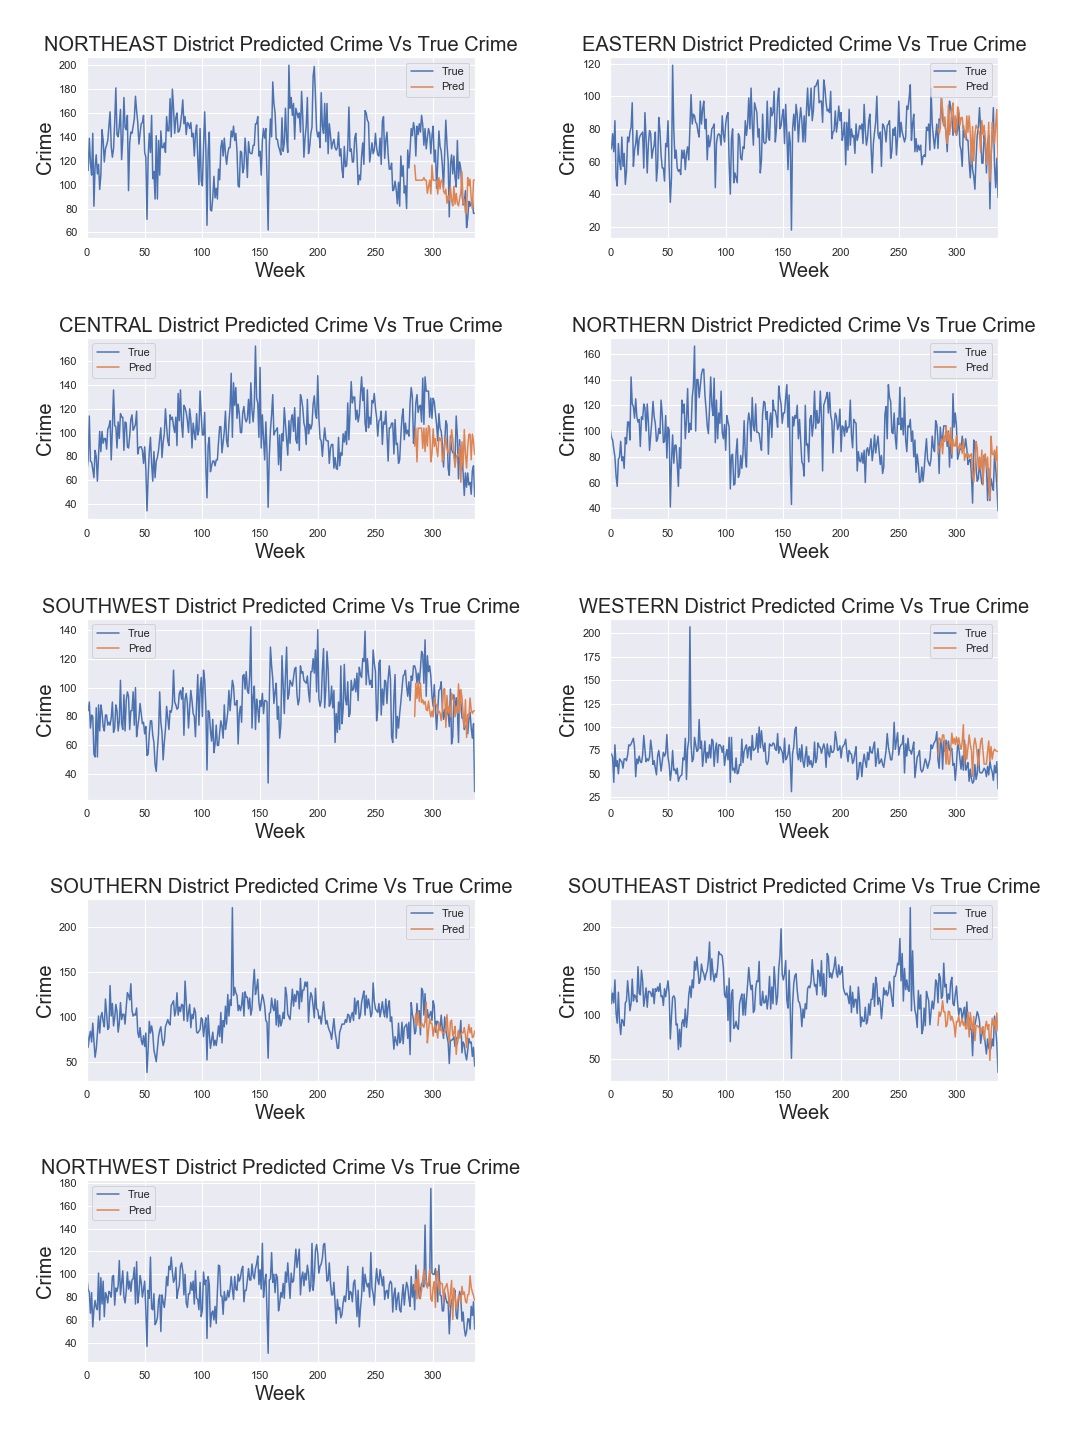 NORTHEAST District Predicted Crime Vs True Crime
200
180
160
140
120
100
80
60
Crime
True
Pred
0 50 100 150 200 250 300
Week
EASTERN District Predicted Crime Vs True Crime
120
100
80
60
40
20
Crime
True
Pred
0 50 100 150 200 250 300
Week
CENTRAL District Predicted Crime Vs True Crime
160
140
120
100
80
60
40
Crime
True
Pred
0 50 100 150 200 250 300
Week
NORTHERN District Predicted Crime Vs True Crime
160
140
120
100
80
60
40
Crime
True
Pred
0 50 100 150 200 250 300
Week
SOUTHWEST District Predicted Crime Vs True Crime
140
120
100
80
60
40
Crime
True
Pred
0 50 100 150 200 250 300
Week
WESTERN District Predicted Crime Vs True Crime
200
175
150
125
100
75
50
25
Crime
True
Pred
0 50 100 150 200 250 300
Week
SOUTHERN District Predicted Crime Vs True Crime
200
150
100
50
Crime
True
Pred
0 50 100 150 200 250 300
Week
SOUTHEAST District Predicted Crime Vs True Crime
200
150
100
50
Crime
True
Pred
0 50 100 150 200 250 300
Week
NORTHWEST District Predicted Crime Vs True Crime
180
160
140
120
100
80
60
40
Crime
True
Pred
0 50 100 150 200 250 300
Week